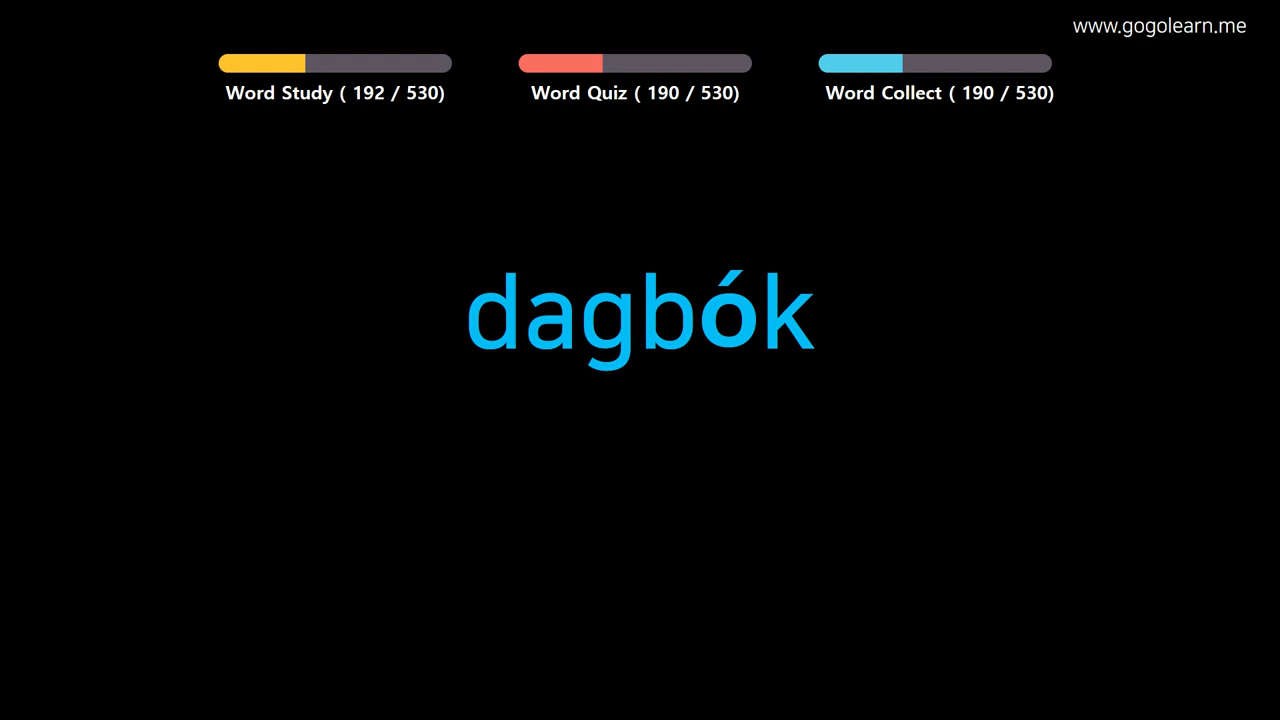 www.gogolearn.me
Word Study ( 192 / 530)
Word Quiz ( 190 / 530)
Word Collect ( 190 / 530)
dagbók